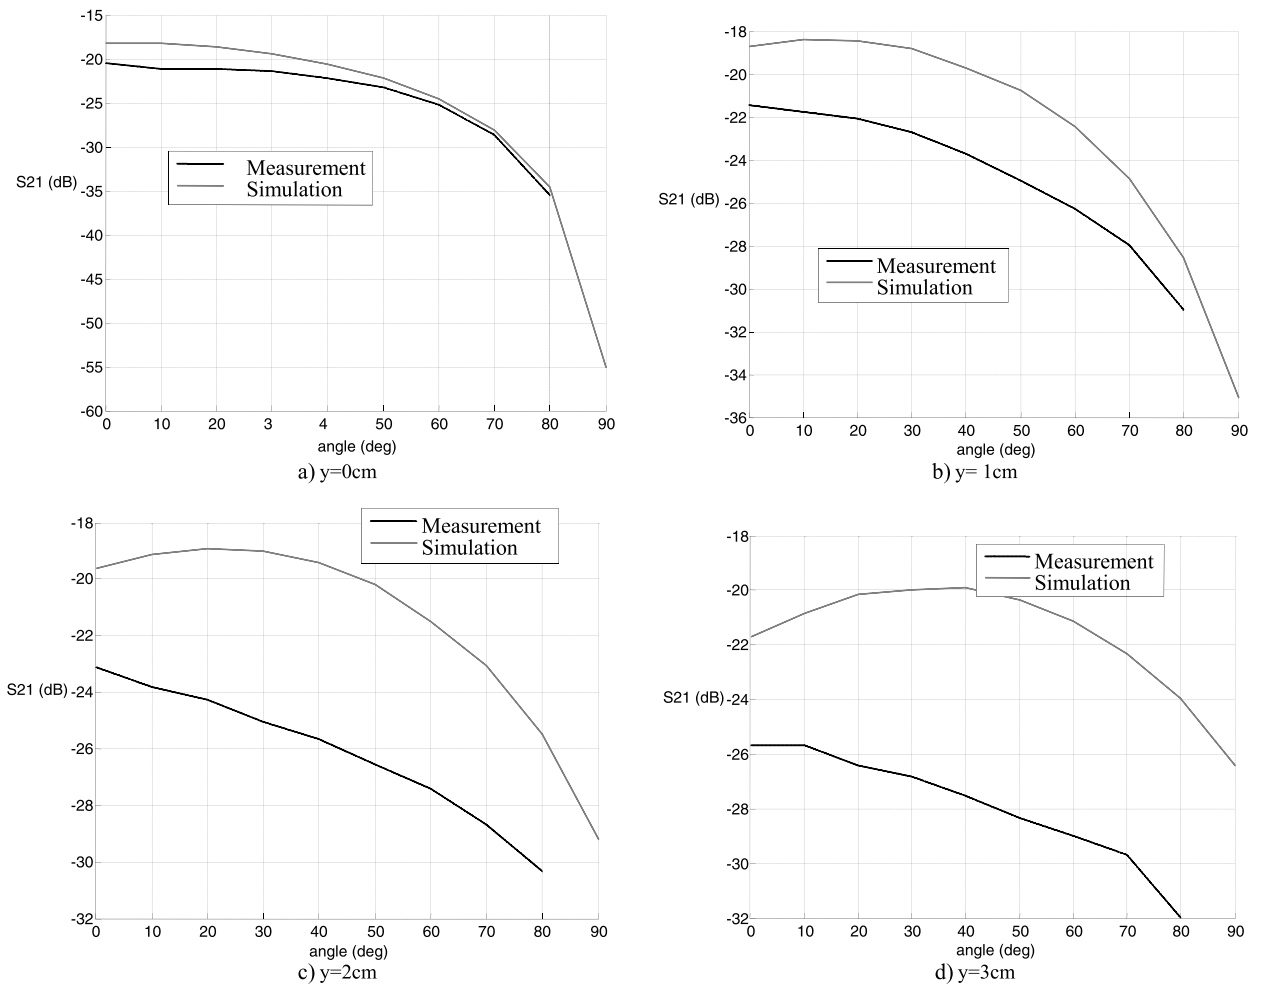 -15
-20
-25
-30
-35
-40
-45
-50
-55
-60
S21 (dB)
Measurement
Simulation
0 10 20 3 4 50 60 70 80 90
angle (deg)
a) y=0cm
-18
-20
-22
-24
-26
-28
-30
-32
-34
-36
S21 (dB)
Measurement
Simulation
0 10 20 30 40 50 60 70 80 90
angle (deg)
b) y= 1cm
-18
-20
-22
-24
-26
-28
-30
-32
S21 (dB)
Measurement
Simulation
0 10 20 30 40 50 60 70 80 90
angle (deg)
c) y=2cm
-18
-20
-22
-24
-26
-28
-30
-32
S21 (dB)
Measurement
Simulation
0 10 20 30 40 50 60 70 80 90
angle (deg)
d) y=3cm